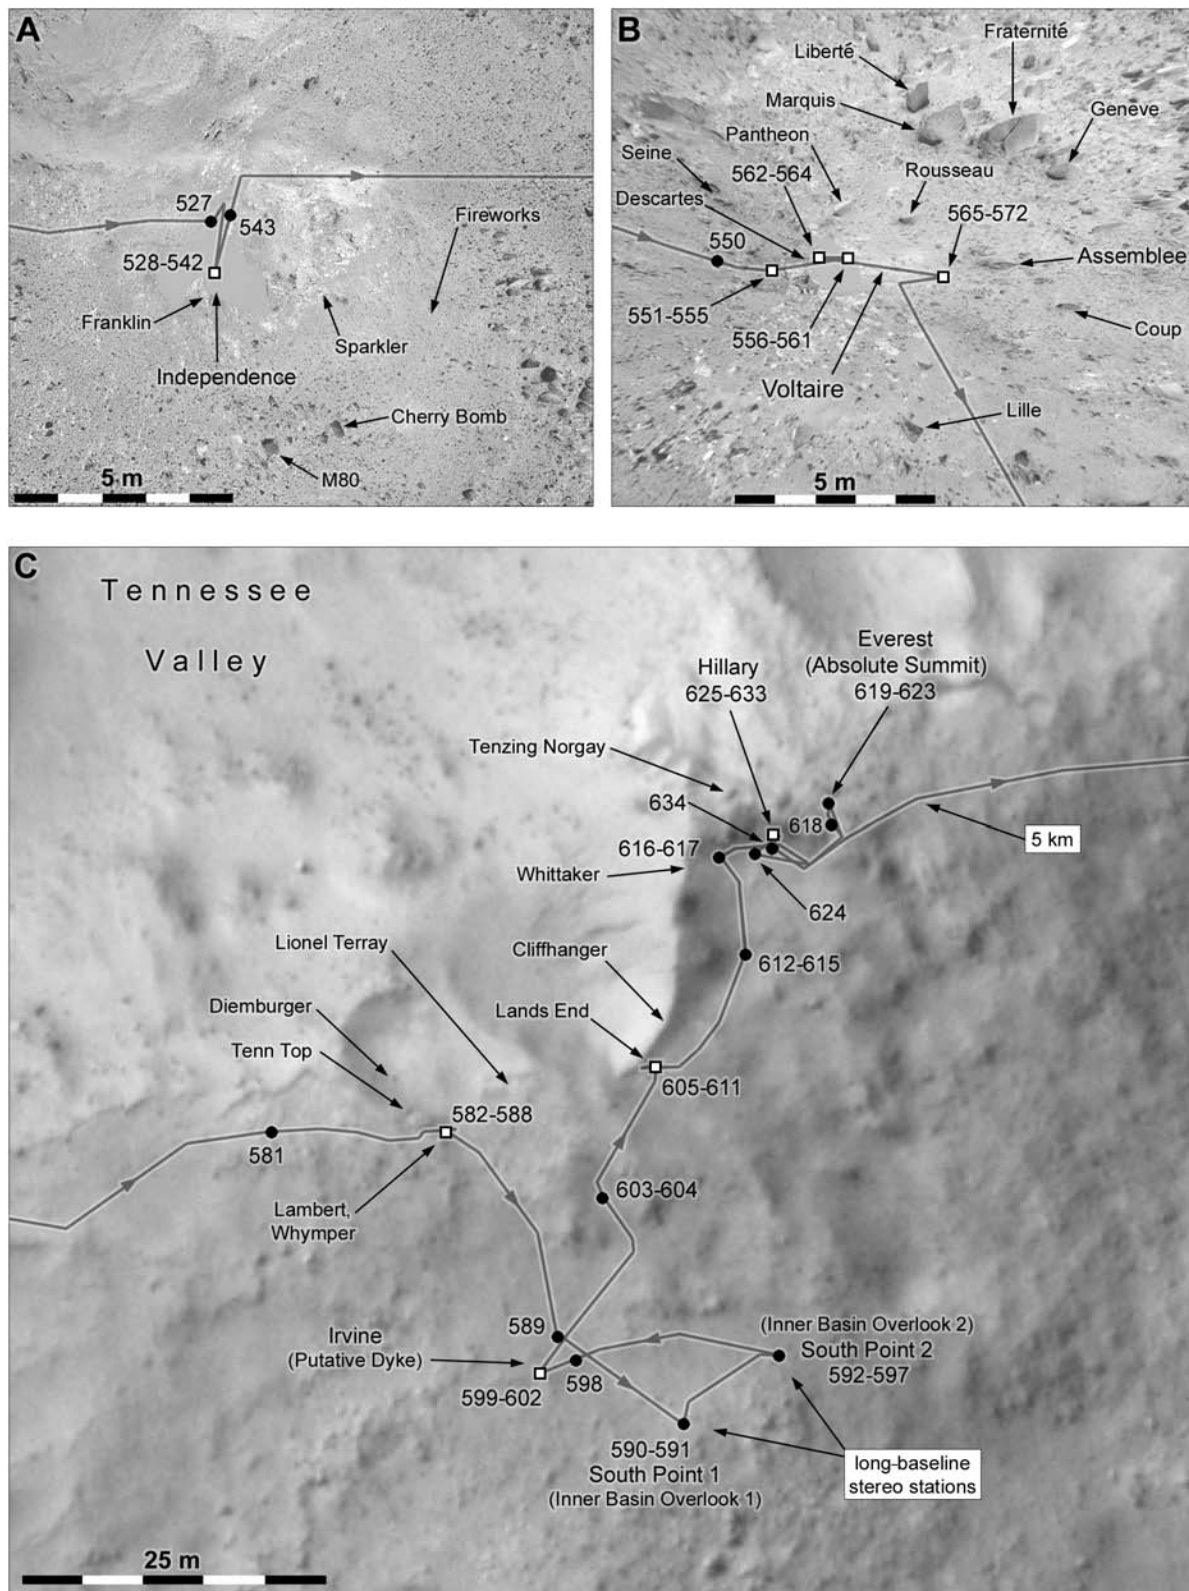 A
527
543
528-542
Fireworks
Franklin
Sparkler
Independence
Cherry Bomb
M80
5 m
B
Fraternité
Liberté
Marquis
Geneve
Pantheon
Seine
562-564
Rousseau
Descartes
565-572
550
Assemblee
551-555
556-561
Coup
Voltaire
Lille
5 m
C
Tennessee
Valley
Everest
(Absolute Summit)
619-623
Hillary
625-633
Tenzing Norgay
634
618
5 km
616-617
Whittaker
624
Lionel Terray
Cliffhanger
612-615
Diemburger
Lands End
Tenn Top
605-611
582-588
581
603-604
Lambert,
Whymper
589
(Inner Basin Overlook 2)
South Point 2
592-597
Irvine
(Putative Dyke)
598
599-602
590-591
South Point 1
(Inner Basin Overlook 1)
long-baseline
stereo stations
25 m